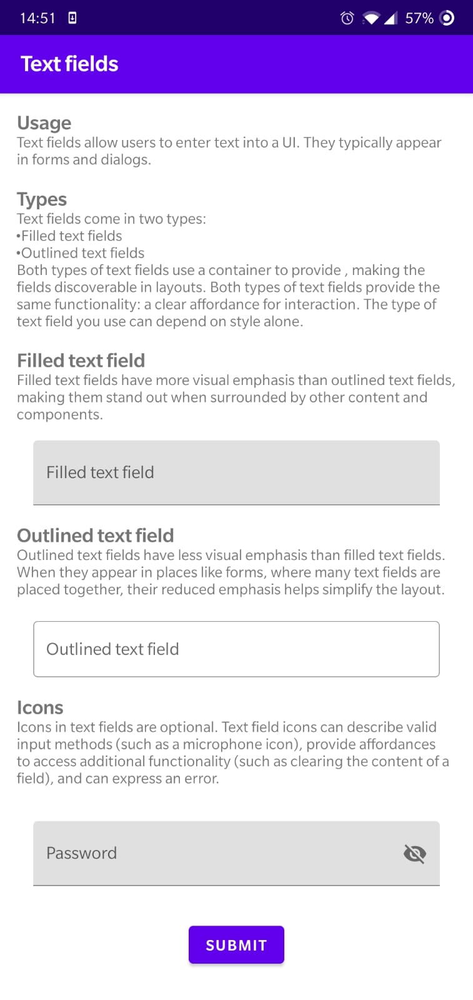 14:51
57%
Text fields
Usage
Text fields allow users to enter text into a UI. They typically appear
in forms and dialogs.
Types
Text fields come in two types:
•Filled text fields
•Outlined text fields
Both types of text fields use a container to provide , making the
fields discoverable in layouts. Both types of text fields provide the
same functionality: a clear affordance for interaction. The type of
text field you use can depend on style alone.
Filled text field
Filled text fields have more visual emphasis than outlined text fields,
making them stand out when surrounded by other content and
components.
Filled text field
Outlined text field
Outlined text fields have less visual emphasis than filled text fields.
When they appear in places like forms, where many text fields are
placed together, their reduced emphasis helps simplify the layout.
Outlined text field
Icons
Icons in text fields are optional. Text field icons can describe valid
input methods (such as a microphone icon), provide affordances
to access additional functionality (such as clearing the content of a
field), and can express an error.
Password
SUBMIT